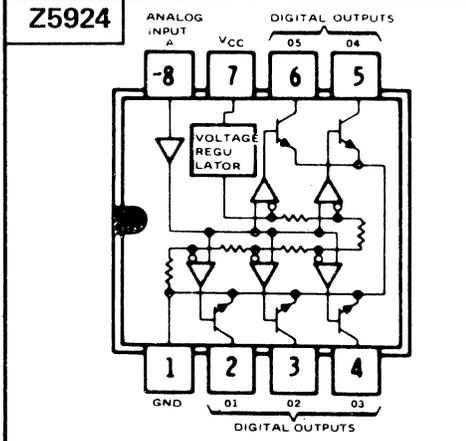 Z5924
ANALOG INPUT A
VCC
DIGITAL OUTPUTS
05 04
-8 7 6 5
VOLTAGE
REGU
LATOR
1 2 3 4
GND
01 02 03
DIGITAL OUTPUTS